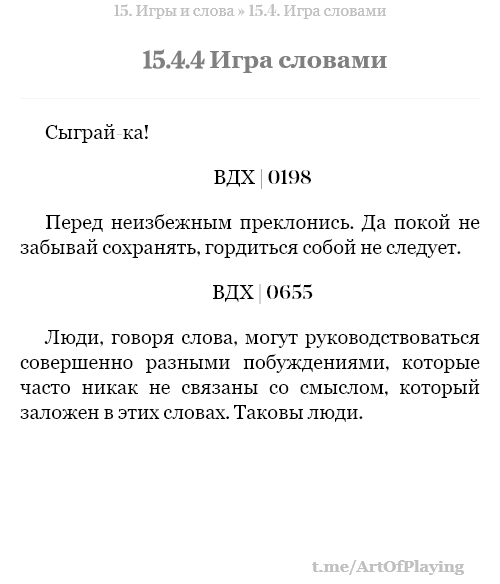 15. Игры и слова » 15.4. Игра словами
15.4.4 Игра словами
Сыграй-ка!
ВДХ | 0198
Перед неизбежным преклонись. Да покой не
забывай сохранять, гордиться собой не следует.
ВДХ | 0655
Люди, говоря слова, могут руководствоваться
совершенно разными побуждениями, которые
часто никак не связаны со смыслом, который
заложен в этих словах. Таковы люди.
t.me/ArtOfPlaying